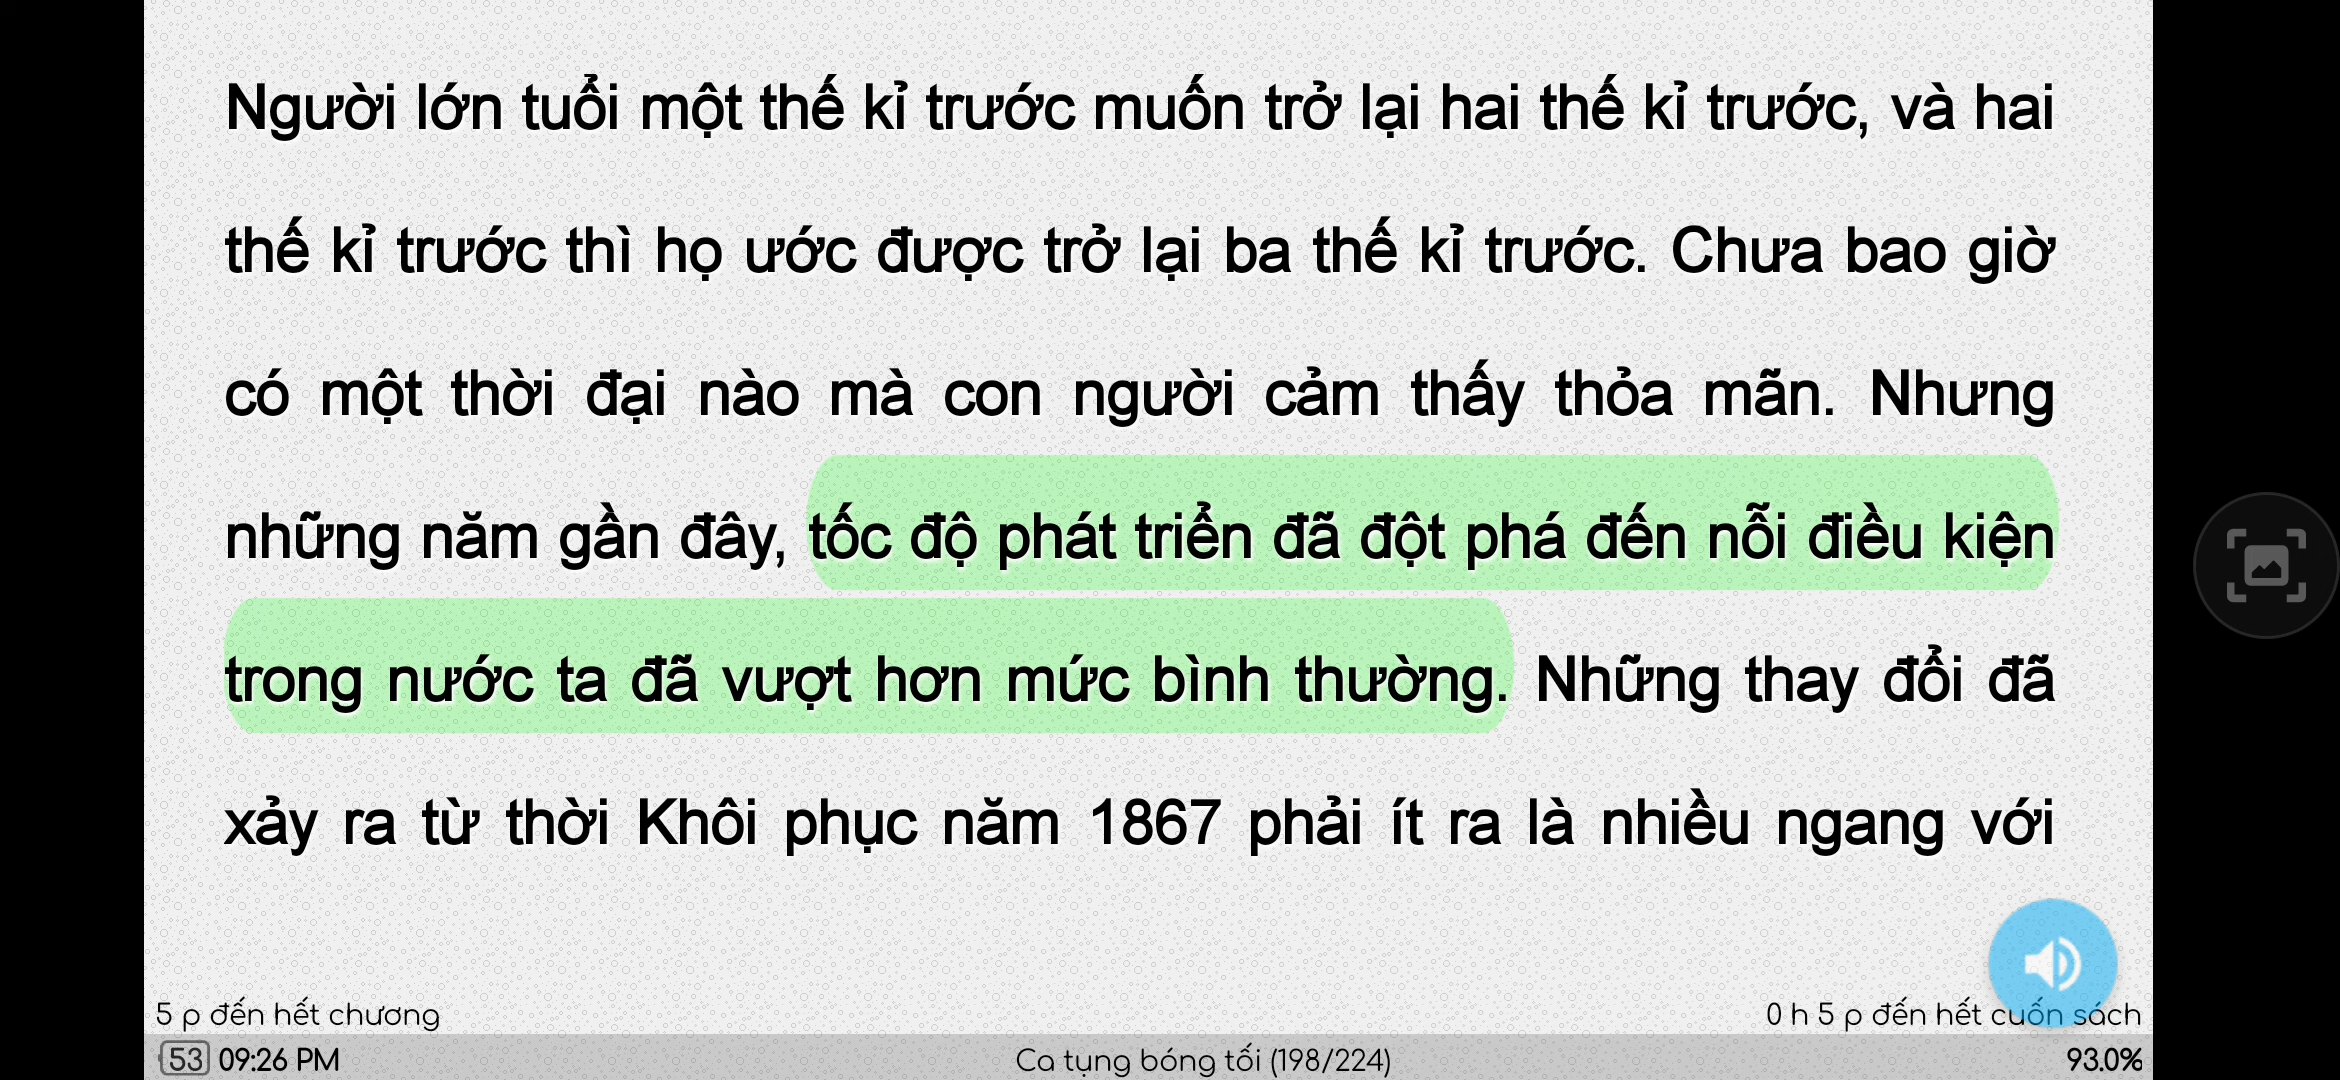 Người lớn tuổi một thế kỉ trước muốn trở lại hai thế kỉ trước, và hai
thế kỉ trước thì họ ước được trở lại ba thế kỉ trước. Chưa bao giờ
có một thời đại nào mà con người cảm thấy thỏa mãn. Nhưng
những năm gần đây, tốc độ phát triển đã đột phá đến nỗi điều kiện
trong nước ta đã vượt hơn mức bình thường. Những thay đổi đã
xảy ra từ thời Khôi phục năm 1867 phải ít ra là nhiều ngang với
5 p đến hết chương
0 h 5 p đến hết cuốn sách
53 09:26 PM
Ca tụng bóng tối (198/224)
93.0%